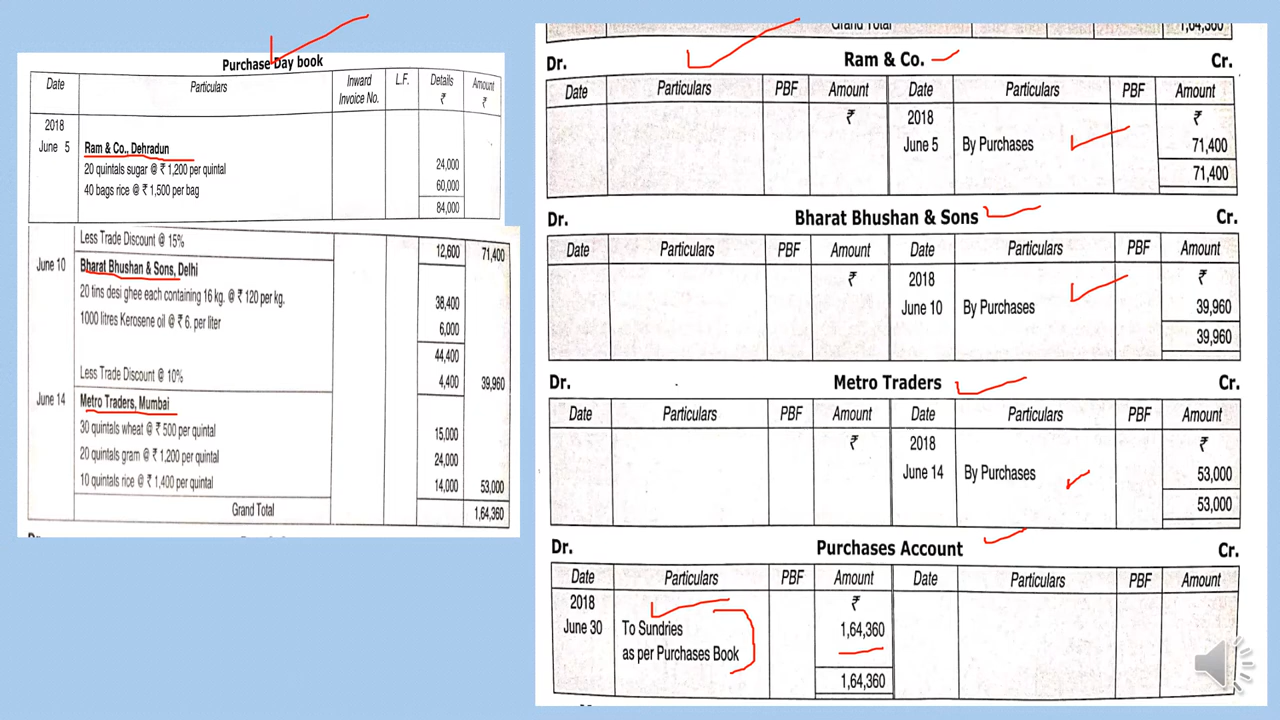 Purchase Day book
Date Particulars Inward Invoice No. L.F. Details ₹ Amount ₹
2018
June 5 Ram & Co., Dehradun
20 quintals sugar @ ₹ 1,200 per quintal 24,000
40 bags rice @ ₹ 1,500 per bag 60,000
84,000
Less Trade Discount @ 15% 12,600 71,400
June 10 Bharat Bhushan & Sons, Delhi
20 tins desi ghee each containing 16 kg. @ ₹ 120 per kg. 38,400
1000 litres Kerosene oil @ ₹ 6. per liter 6,000
44,400
Less Trade Discount @ 10% 4,400 39,960
June 14 Metro Traders, Mumbai
30 quintals wheat @ ₹ 500 per quintal 15,000
20 quintals gram @ ₹ 1,200 per quintal 24,000
10 quintals rice @ ₹ 1,400 per quintal 14,000 53,000
Grand Total 1,64,360
Grand Total 1,64,360
Dr. Ram & Co. Cr.
Date Particulars PBF Amount Date Particulars PBF Amount
₹ 2018 ₹
June 5 By Purchases 71,400
71,400
Dr. Bharat Bhushan & Sons Cr.
Date Particulars PBF Amount Date Particulars PBF Amount
₹ 2018 ₹
June 10 By Purchases 39,960
39,960
Dr. Metro Traders Cr.
Date Particulars PBF Amount Date Particulars PBF Amount
₹ 2018 ₹
June 14 By Purchases 53,000
53,000
Dr. Purchases Account Cr.
Date Particulars PBF Amount Date Particulars PBF Amount
2018 ₹
June 30 To Sundries 1,64,360
as per Purchases Book
1,64,360